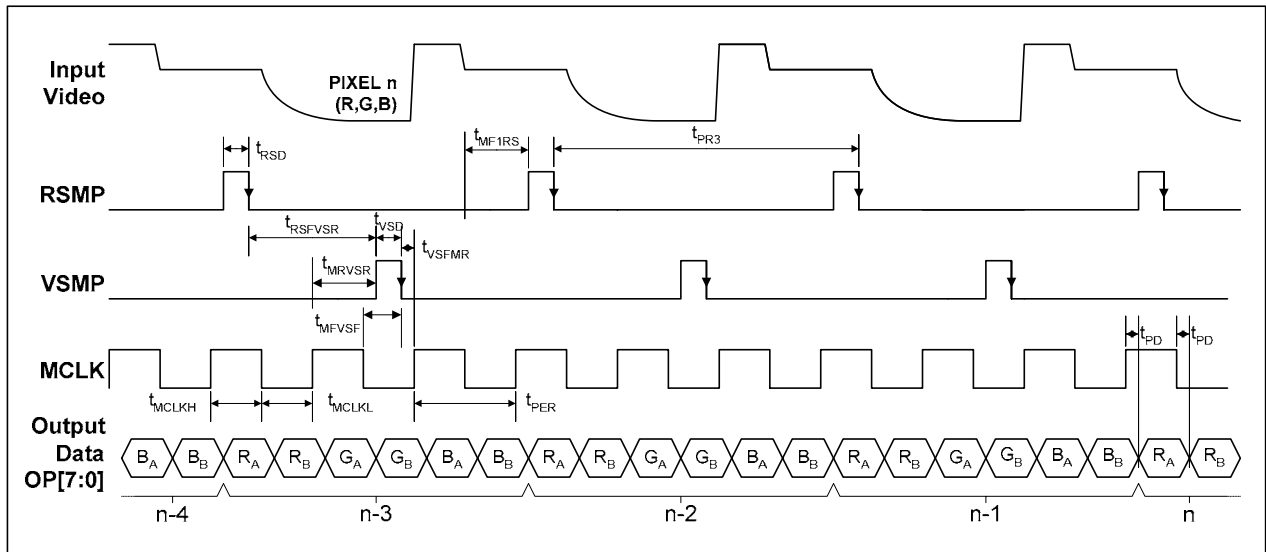 Input
Video
PIXEL n
(R,G,B)
tMF1RS
tPR3
tRSD
RSMP
tRSFVSR
tVSD
tVSFMR
tMRVSR
VSMP
tMFVSF
tPD
tPD
MCLK
tMCLKH
tMCLKL
tPER
Output
Data
OP[7:0]
BA BB RA RB GA GB BA BB RA RB GA GB BA BB RA RB GA GB BA BB RA RB
n-4 n-3 n-2 n-1 n